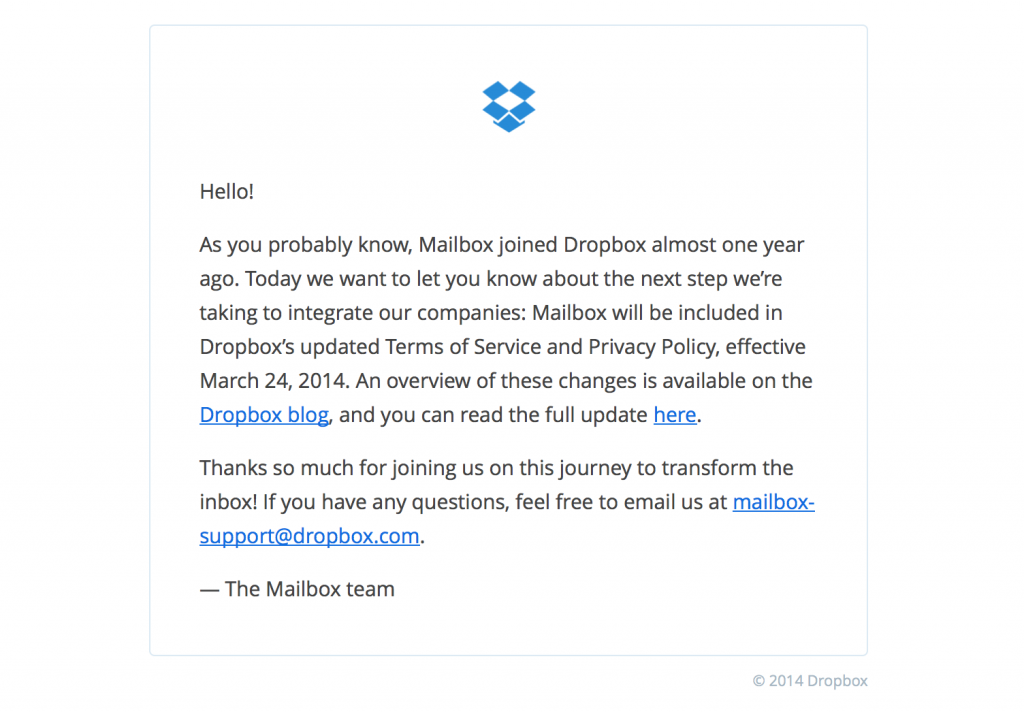 Hello!
As you probably know, Mailbox joined Dropbox almost one year
ago. Today we want to let you know about the next step we’re
taking to integrate our companies: Mailbox will be included in
Dropbox’s updated Terms of Service and Privacy Policy, effective
March 24, 2014. An overview of these changes is available on the
Dropbox blog, and you can read the full update here.
Thanks so much for joining us on this journey to transform the
inbox! If you have any questions, feel free to email us at mailbox-
support@dropbox.com.
— The Mailbox team
© 2014 Dropbox